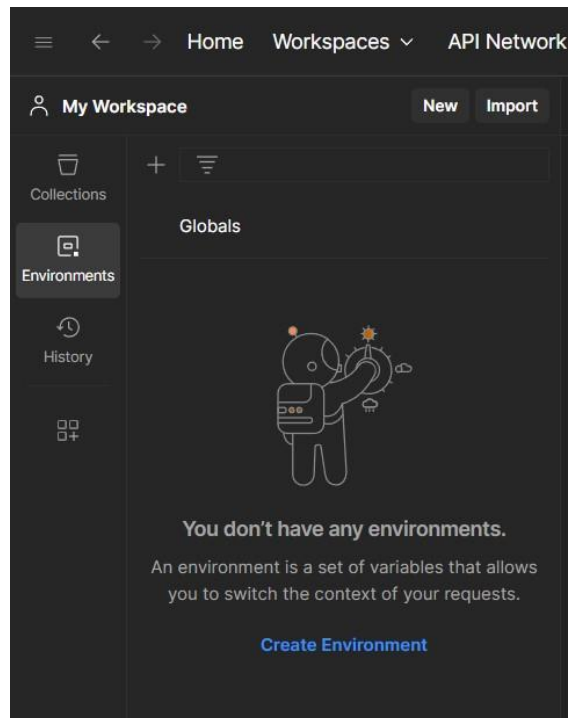 Home Workspaces API Network
My Workspace New Import
Collections
Globals
Environments
History
You don't have any environments.
An environment is a set of variables that allows
you to switch the context of your requests.
Create Environment